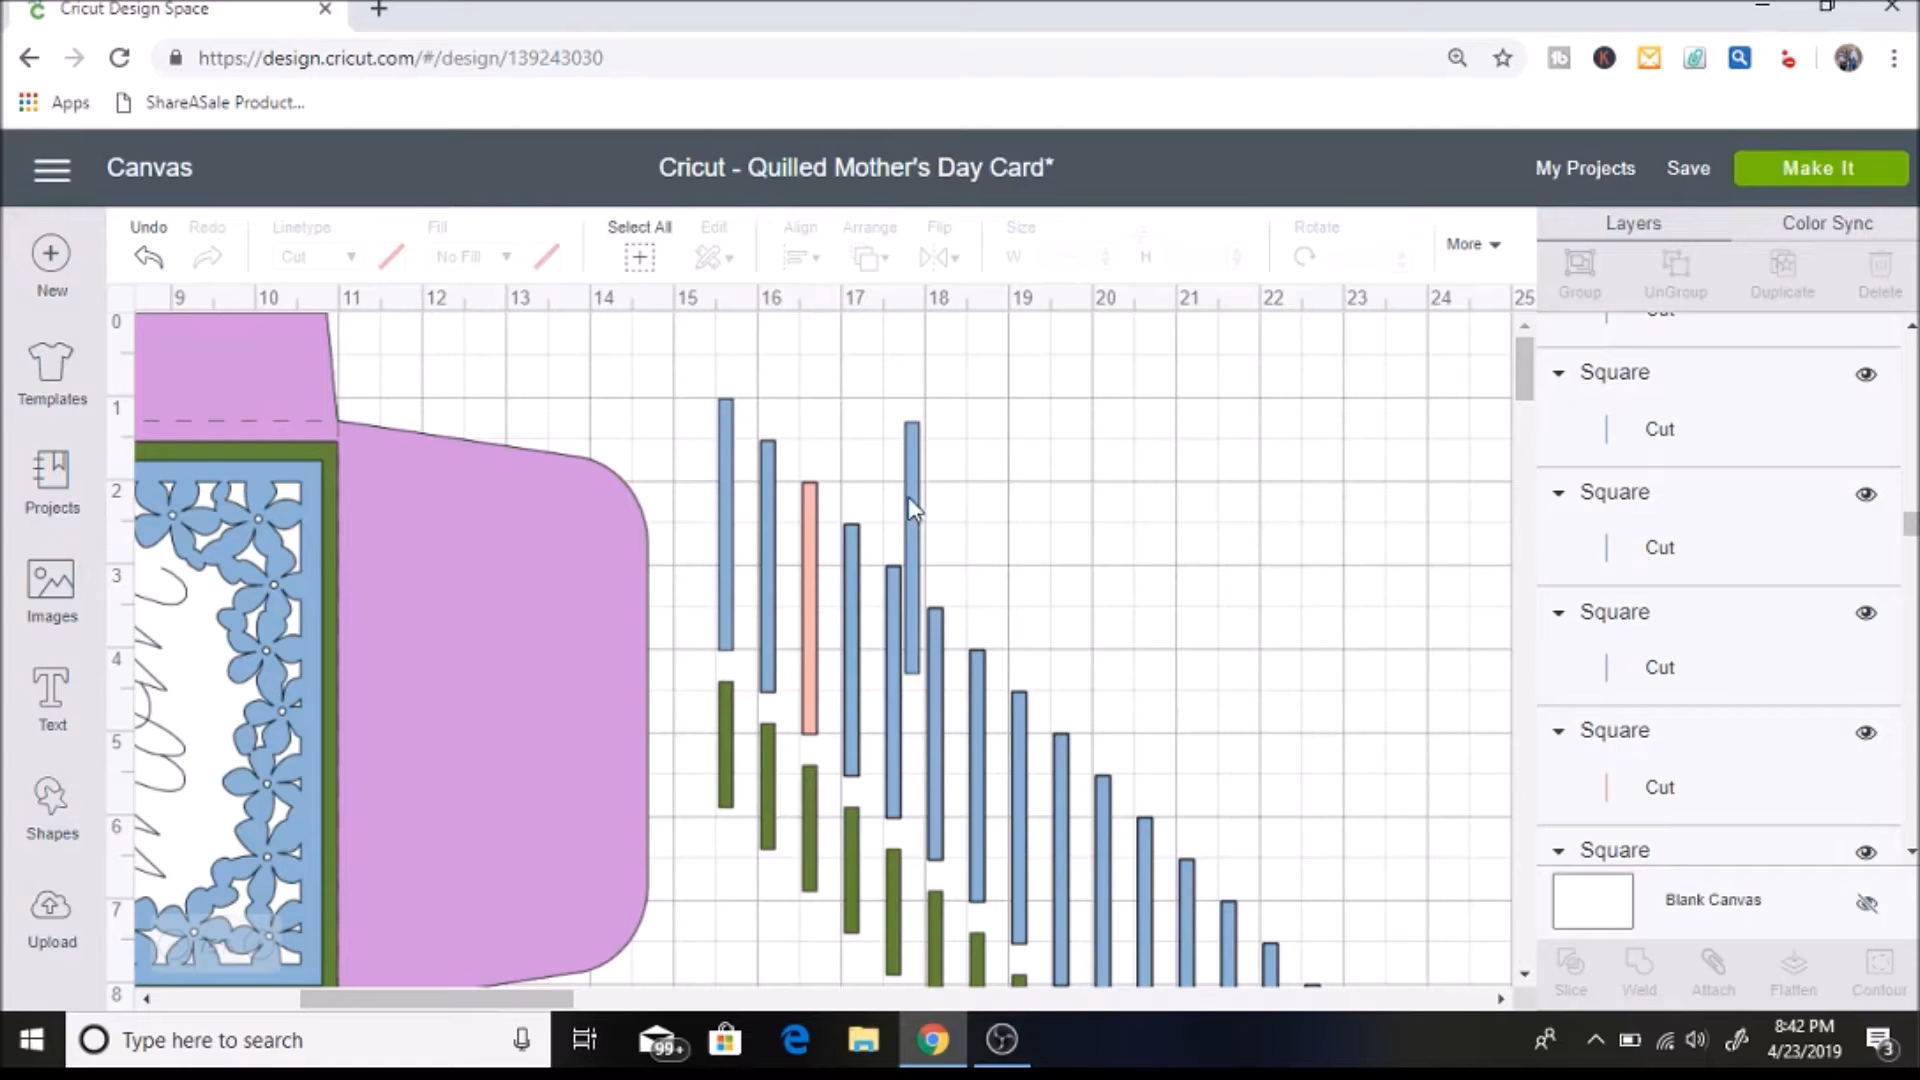 Cricut Design Space
https://design.cricut.com/#/design/139243030
Apps ShareASale Product...
Canvas Cricut - Quilled Mother's Day Card* My Projects Save Make It
Undo Redo Linetype Fill Select All Edit Align Arrange Flip Size Rotate More
Cut No Fill W H
Layers Color Sync
Group UnGroup Duplicate Delete
9 10 11 12 13 14 15 16 17 18 19 20 21 22 23 24 25
0
1
2
3
4
5
6
7
8
New
Templates
Projects
Images
Text
Shapes
Upload
Cut
Square
Cut
Square
Cut
Square
Cut
Square
Cut
Square
Blank Canvas
Slice Weld Attach Flatten Contour
Type here to search
99+
8:42 PM
4/23/2019
3